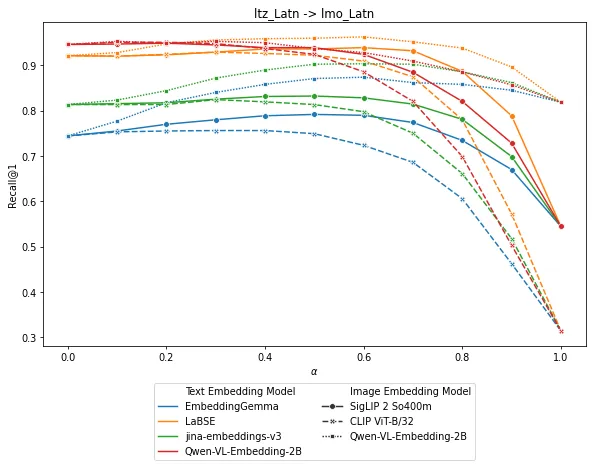 ltz_Latn -> lmo_Latn
Recall@1
0.9
0.8
0.7
0.6
0.5
0.4
0.3
0.0 0.2 0.4 0.6 0.8 1.0
α
Text Embedding Model
EmbeddingGemma
LaBSE
jina-embeddings-v3
Qwen-VL-Embedding-2B
Image Embedding Model
SigLIP 2 So400m
CLIP ViT-B/32
Qwen-VL-Embedding-2B